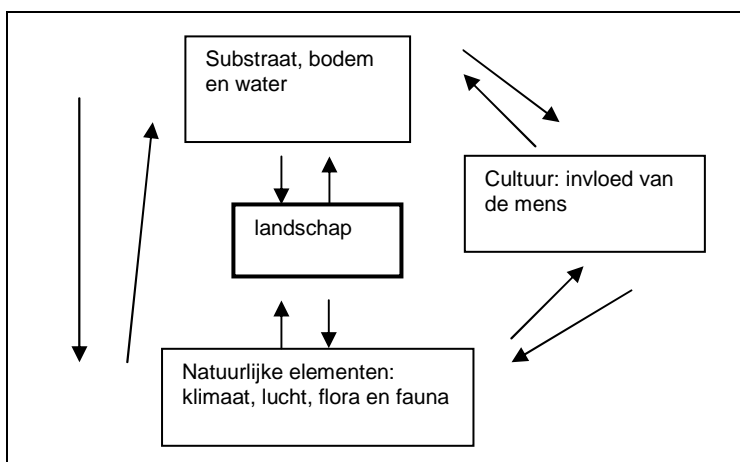 Substraat, bodem
en water
Cultuur: invloed van
de mens
landschap
Natuurlijke elementen:
klimaat, lucht, flora en fauna